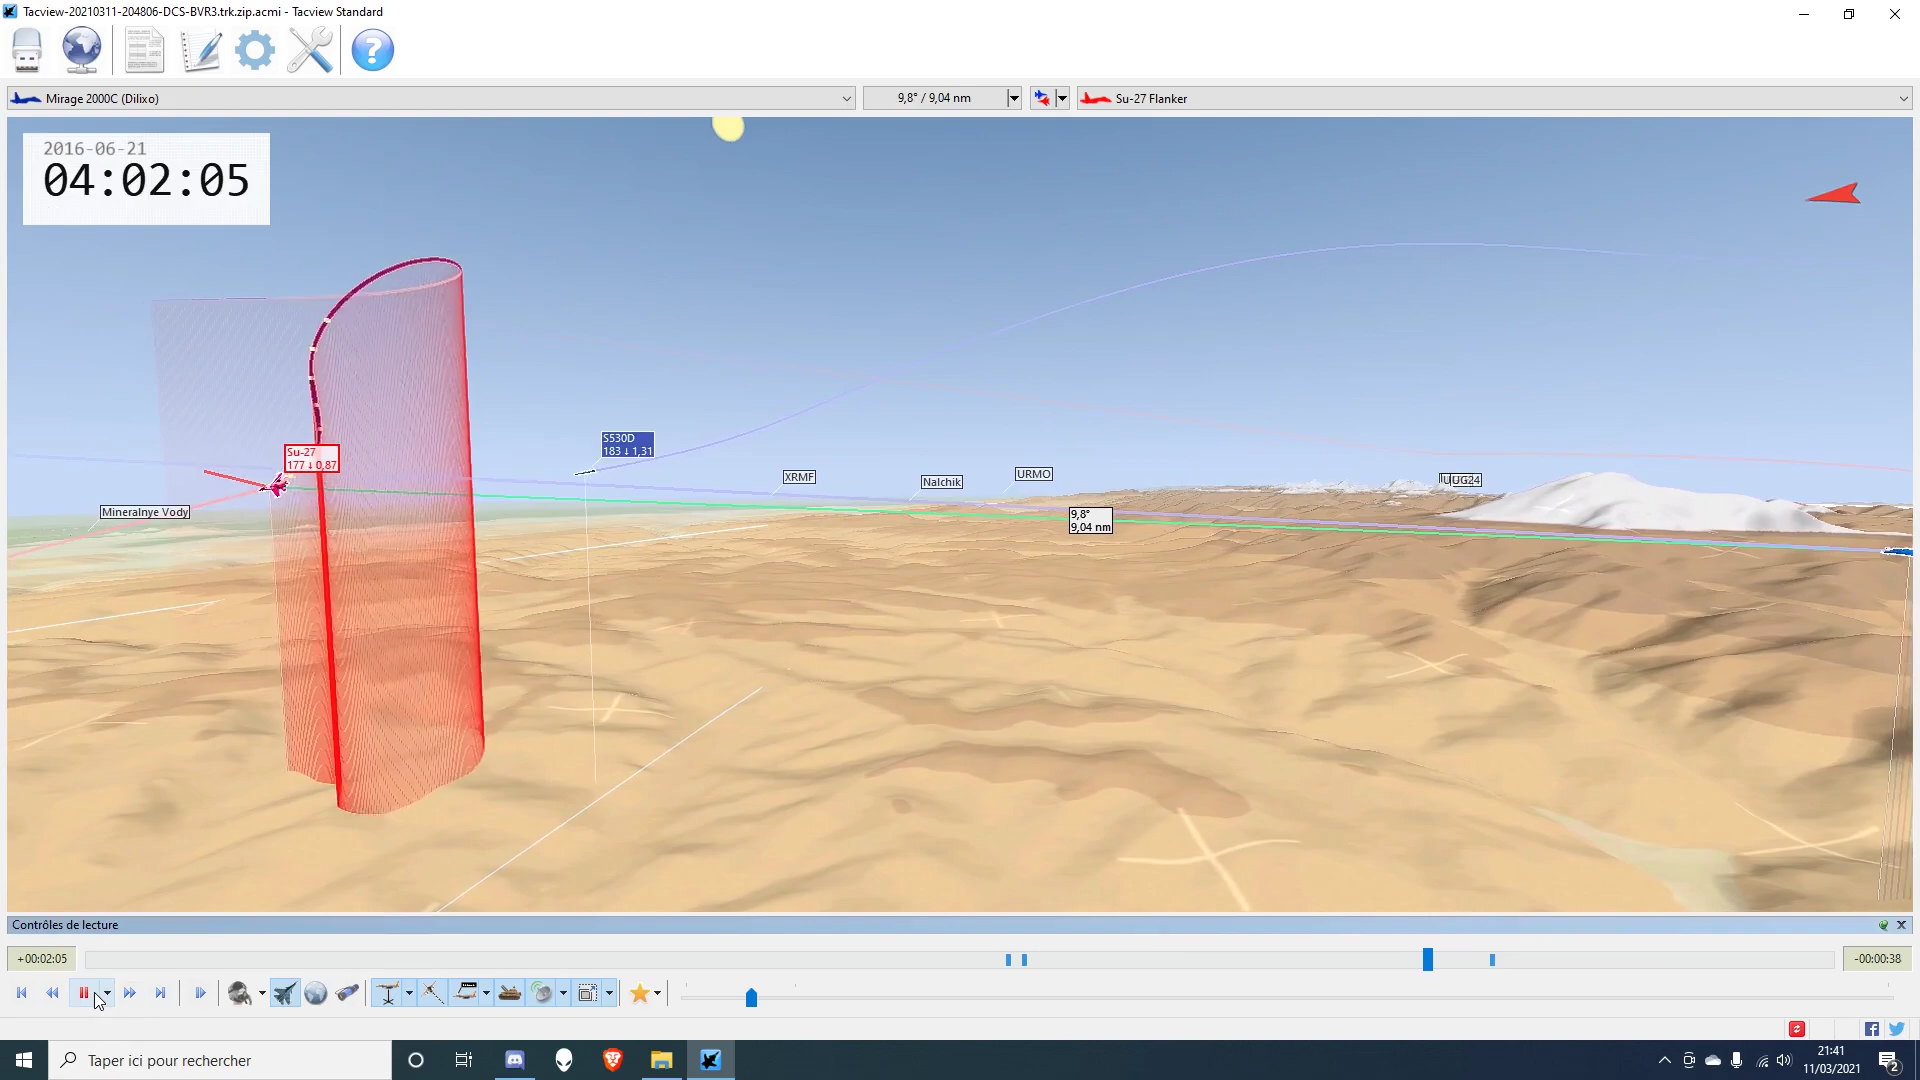 Tacview-20210311-204806-DCS-BVR3.trk.zip.acmi - Tacview Standard
Mirage 2000C (Dilixo)
9,8° / 9,04 nm
Su-27 Flanker
2016-06-21
04:02:05
Su-27
177 ↓ 0,87
S530D
183 ↓ 1,31
XRMF
Nalchik
URMO
UG24
Mineralnye Vody
9,8°
9,04 nm
Contrôles de lecture
+00:02:05
-00:00:38
Taper ici pour rechercher
21:41
11/03/2021
2